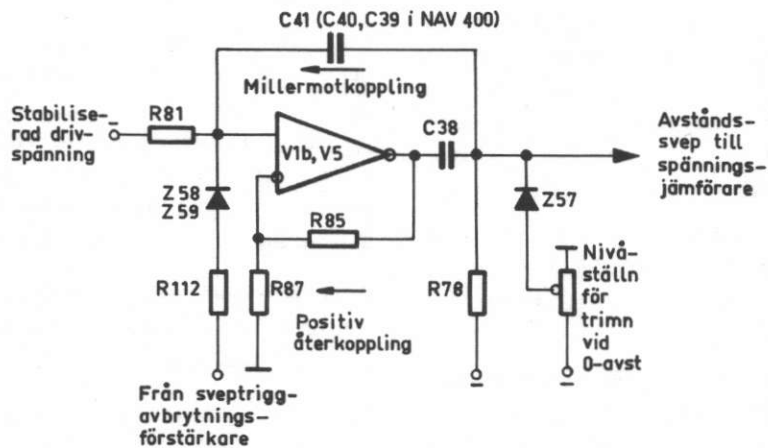 C41 (C40,C39 i NAV 400)
Millermotkoppling
Stabilise-
rad driv-
spänning
R81
C38
V1b, V5
Avstånds-
svep till
spännings-
jämförare
Z58
Z59
R85
Z57
R112
R87
Positiv
återkoppling
R78
Nivå-
ställn
för
trimn
vid
0-avst
Från sveptrigg-
avbrytnings-
förstärkare